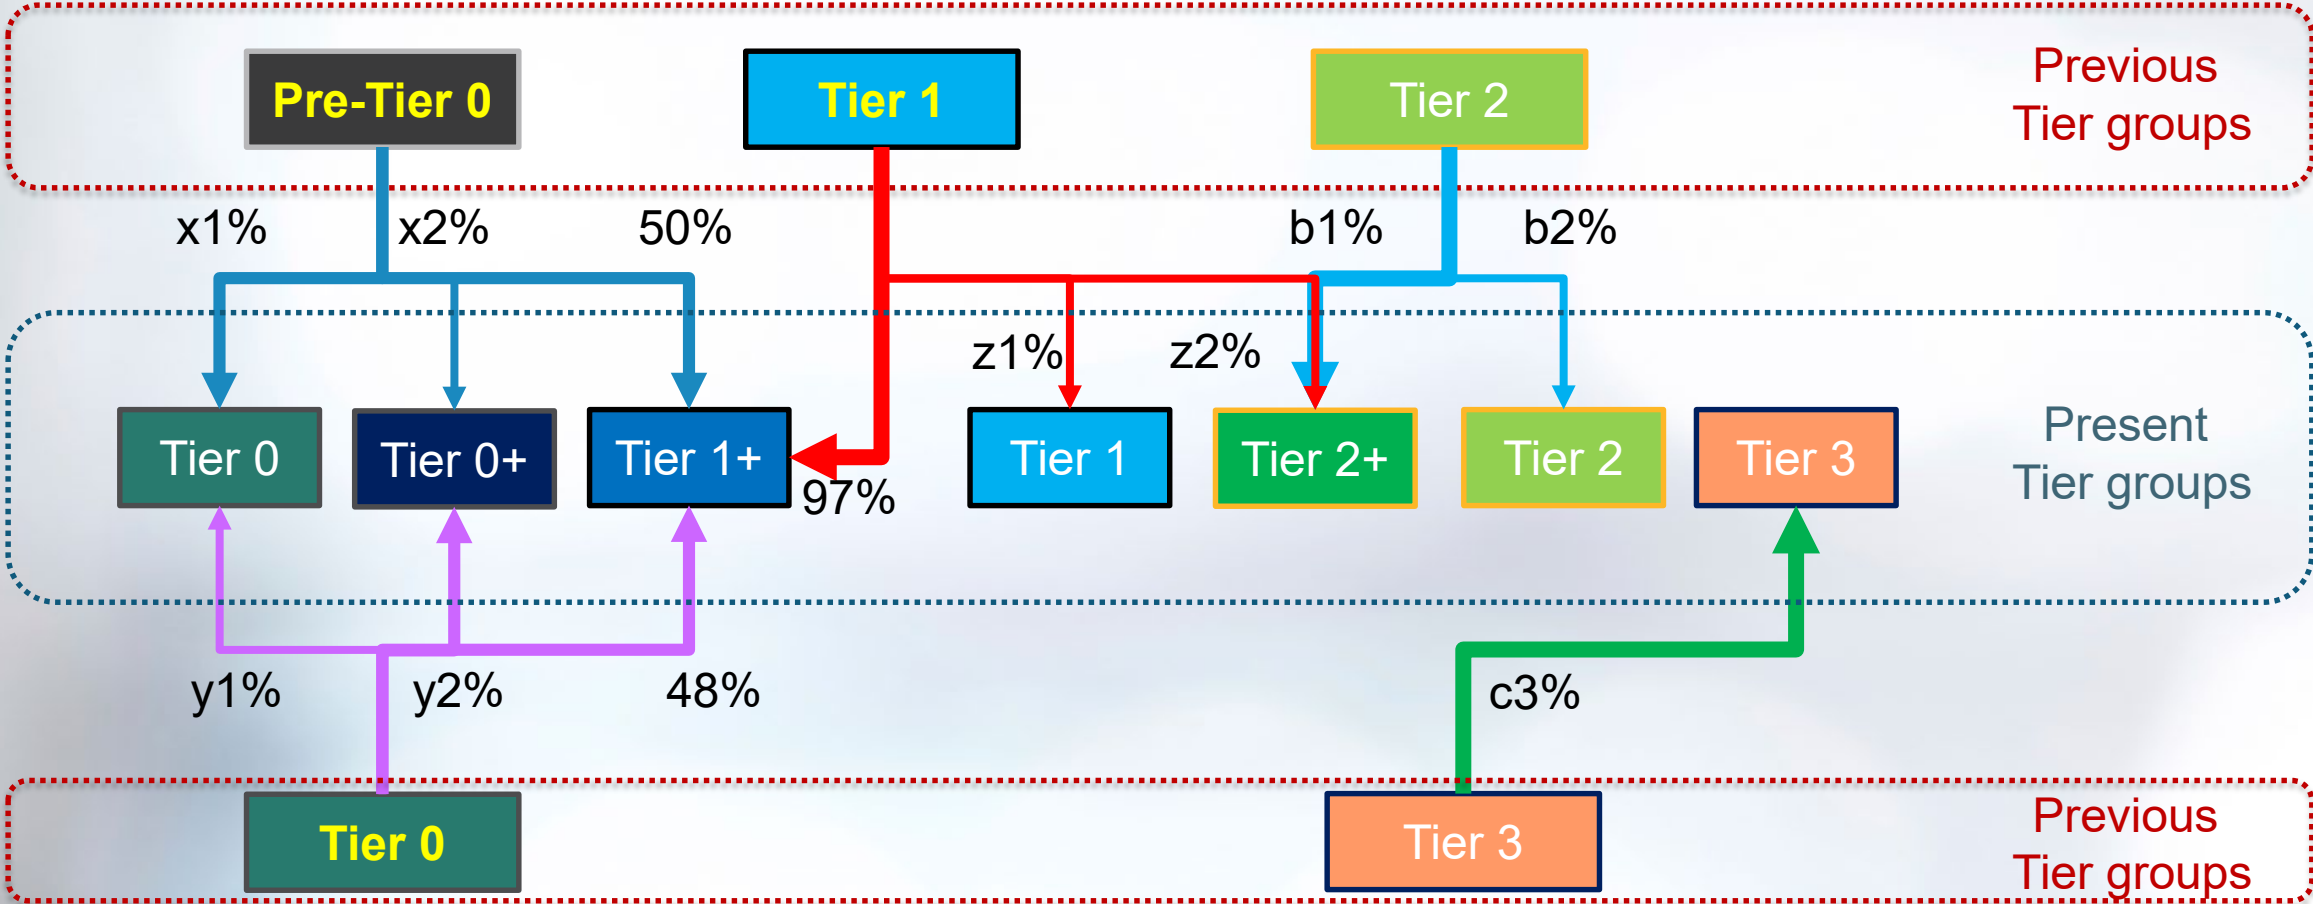 Pre-Tier 0
Tier 1
Tier 2
Previous
Tier groups
x1%
x2%
50%
b1%
b2%
z1%
z2%
Tier 0
Tier 0+
Tier 1+
97%
Tier 1
Tier 2+
Tier 2
Tier 3
Present
Tier groups
y1%
y2%
48%
c3%
Tier 0
Tier 3
Previous
Tier groups